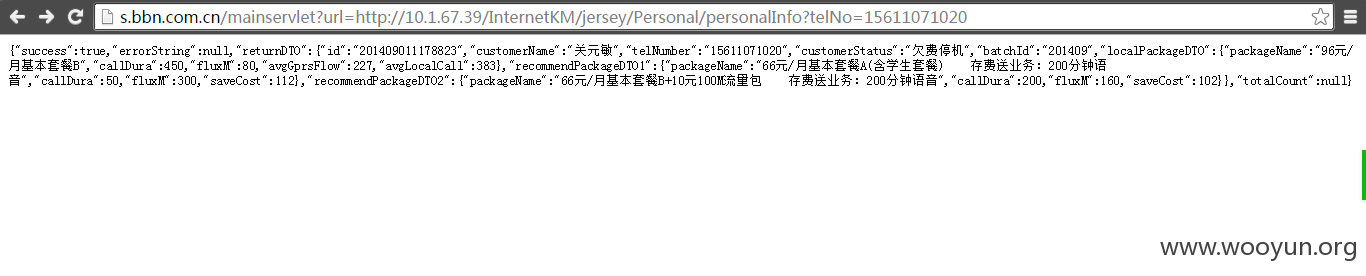 s.bbn.com.cn/mainservlet?url=http://10.1.67.39/InternetKM/jersey/Personal/personalInfo?telNo=15611071020
{"success":true,"errorString":null,"returnDTO":{"id":"201409011178823","customerName":"关元敏","telNumber":"15611071020","customerStatus":"欠费停机","batchId":"201409","localPackageDTO":{"packageName":"96元/
月基本套餐B","callDura":450,"fluxM":80,"avgGprsFlow":227,"avgLocalCall":383},"recommendPackageDTO1":{"packageName":"66元/月基本套餐A(含学生套餐)    存费送业务：200分钟语
音","callDura":50,"fluxM":300,"saveCost":112},"recommendPackageDTO2":{"packageName":"66元/月基本套餐B+10元100M流量包    存费送业务：200分钟语音","callDura":200,"fluxM":160,"saveCost":102}},"totalCount":null}
www.wooyun.org